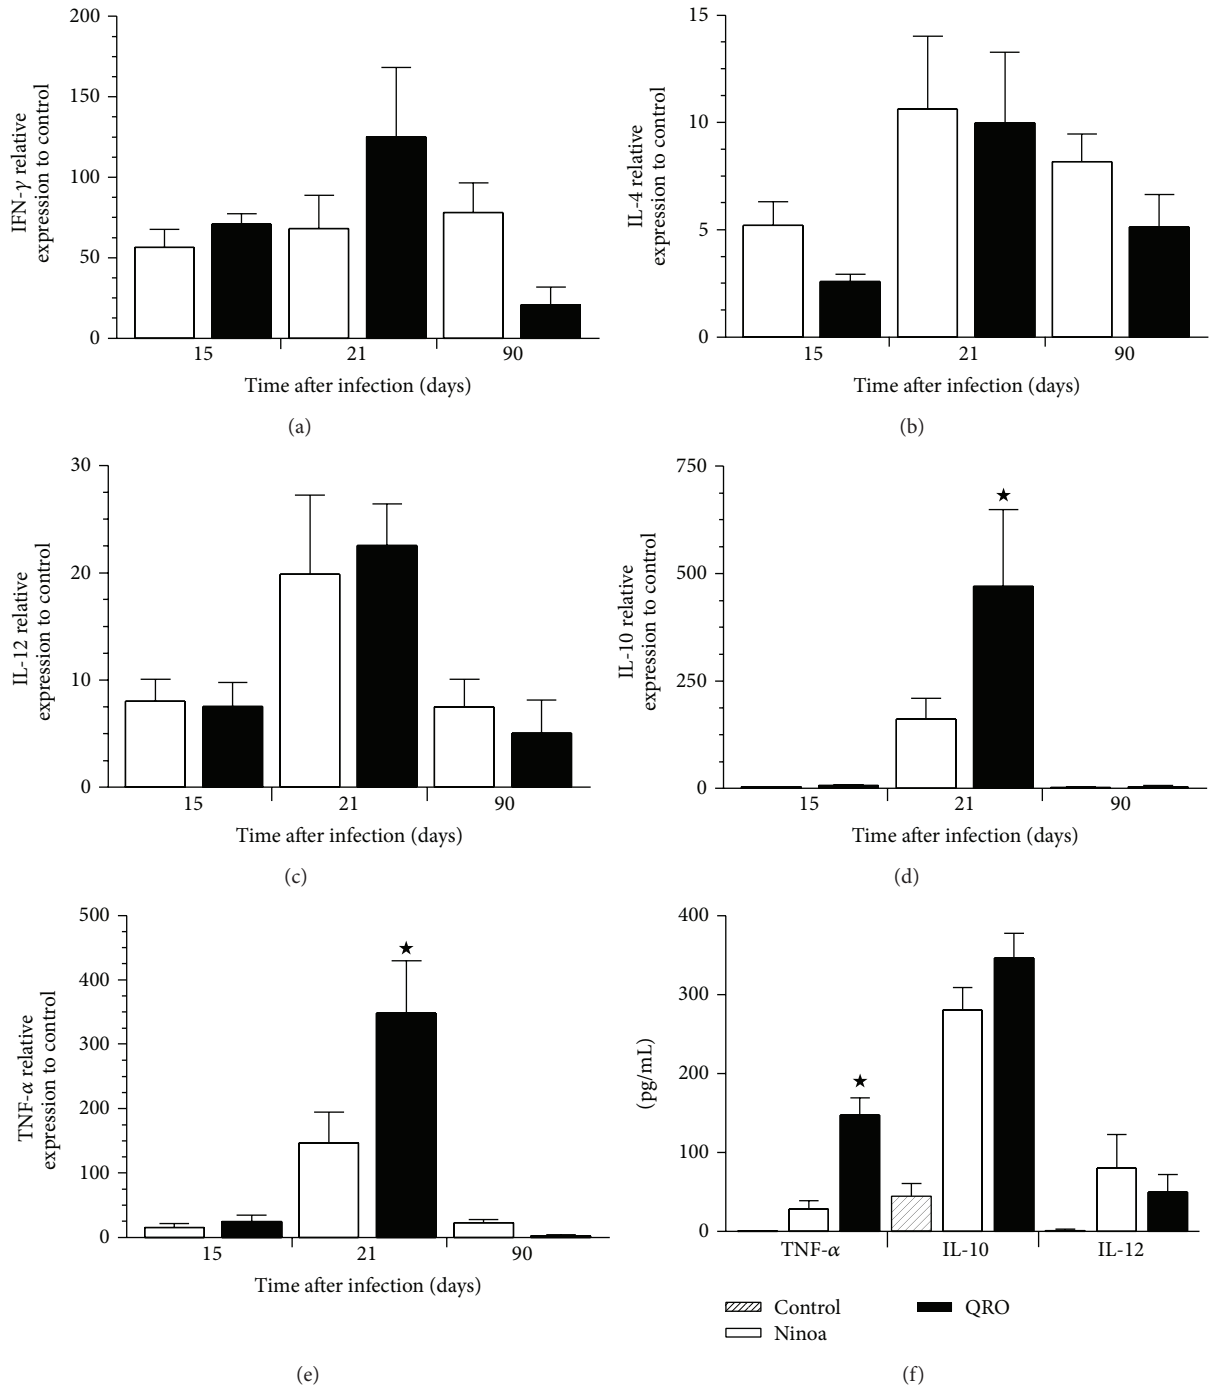 200
150
100
50
0
IFN-γ relative
expression to control
15
21
90
Time after infection (days)
(a)
15
10
5
0
IL-4 relative
expression to control
15
21
90
Time after infection (days)
(b)
30
20
10
0
IL-12 relative
expression to control
15
21
90
Time after infection (days)
(c)
750
500
250
0
IL-10 relative
expression to control
15
21
90
Time after infection (days)
(d)
500
400
300
200
100
0
TNF-α relative
expression to control
15
21
90
Time after infection (days)
(e)
400
300
200
100
0
(pg/mL)
TNF-α
IL-10
IL-12
Control
QRO
Ninoa
(f)